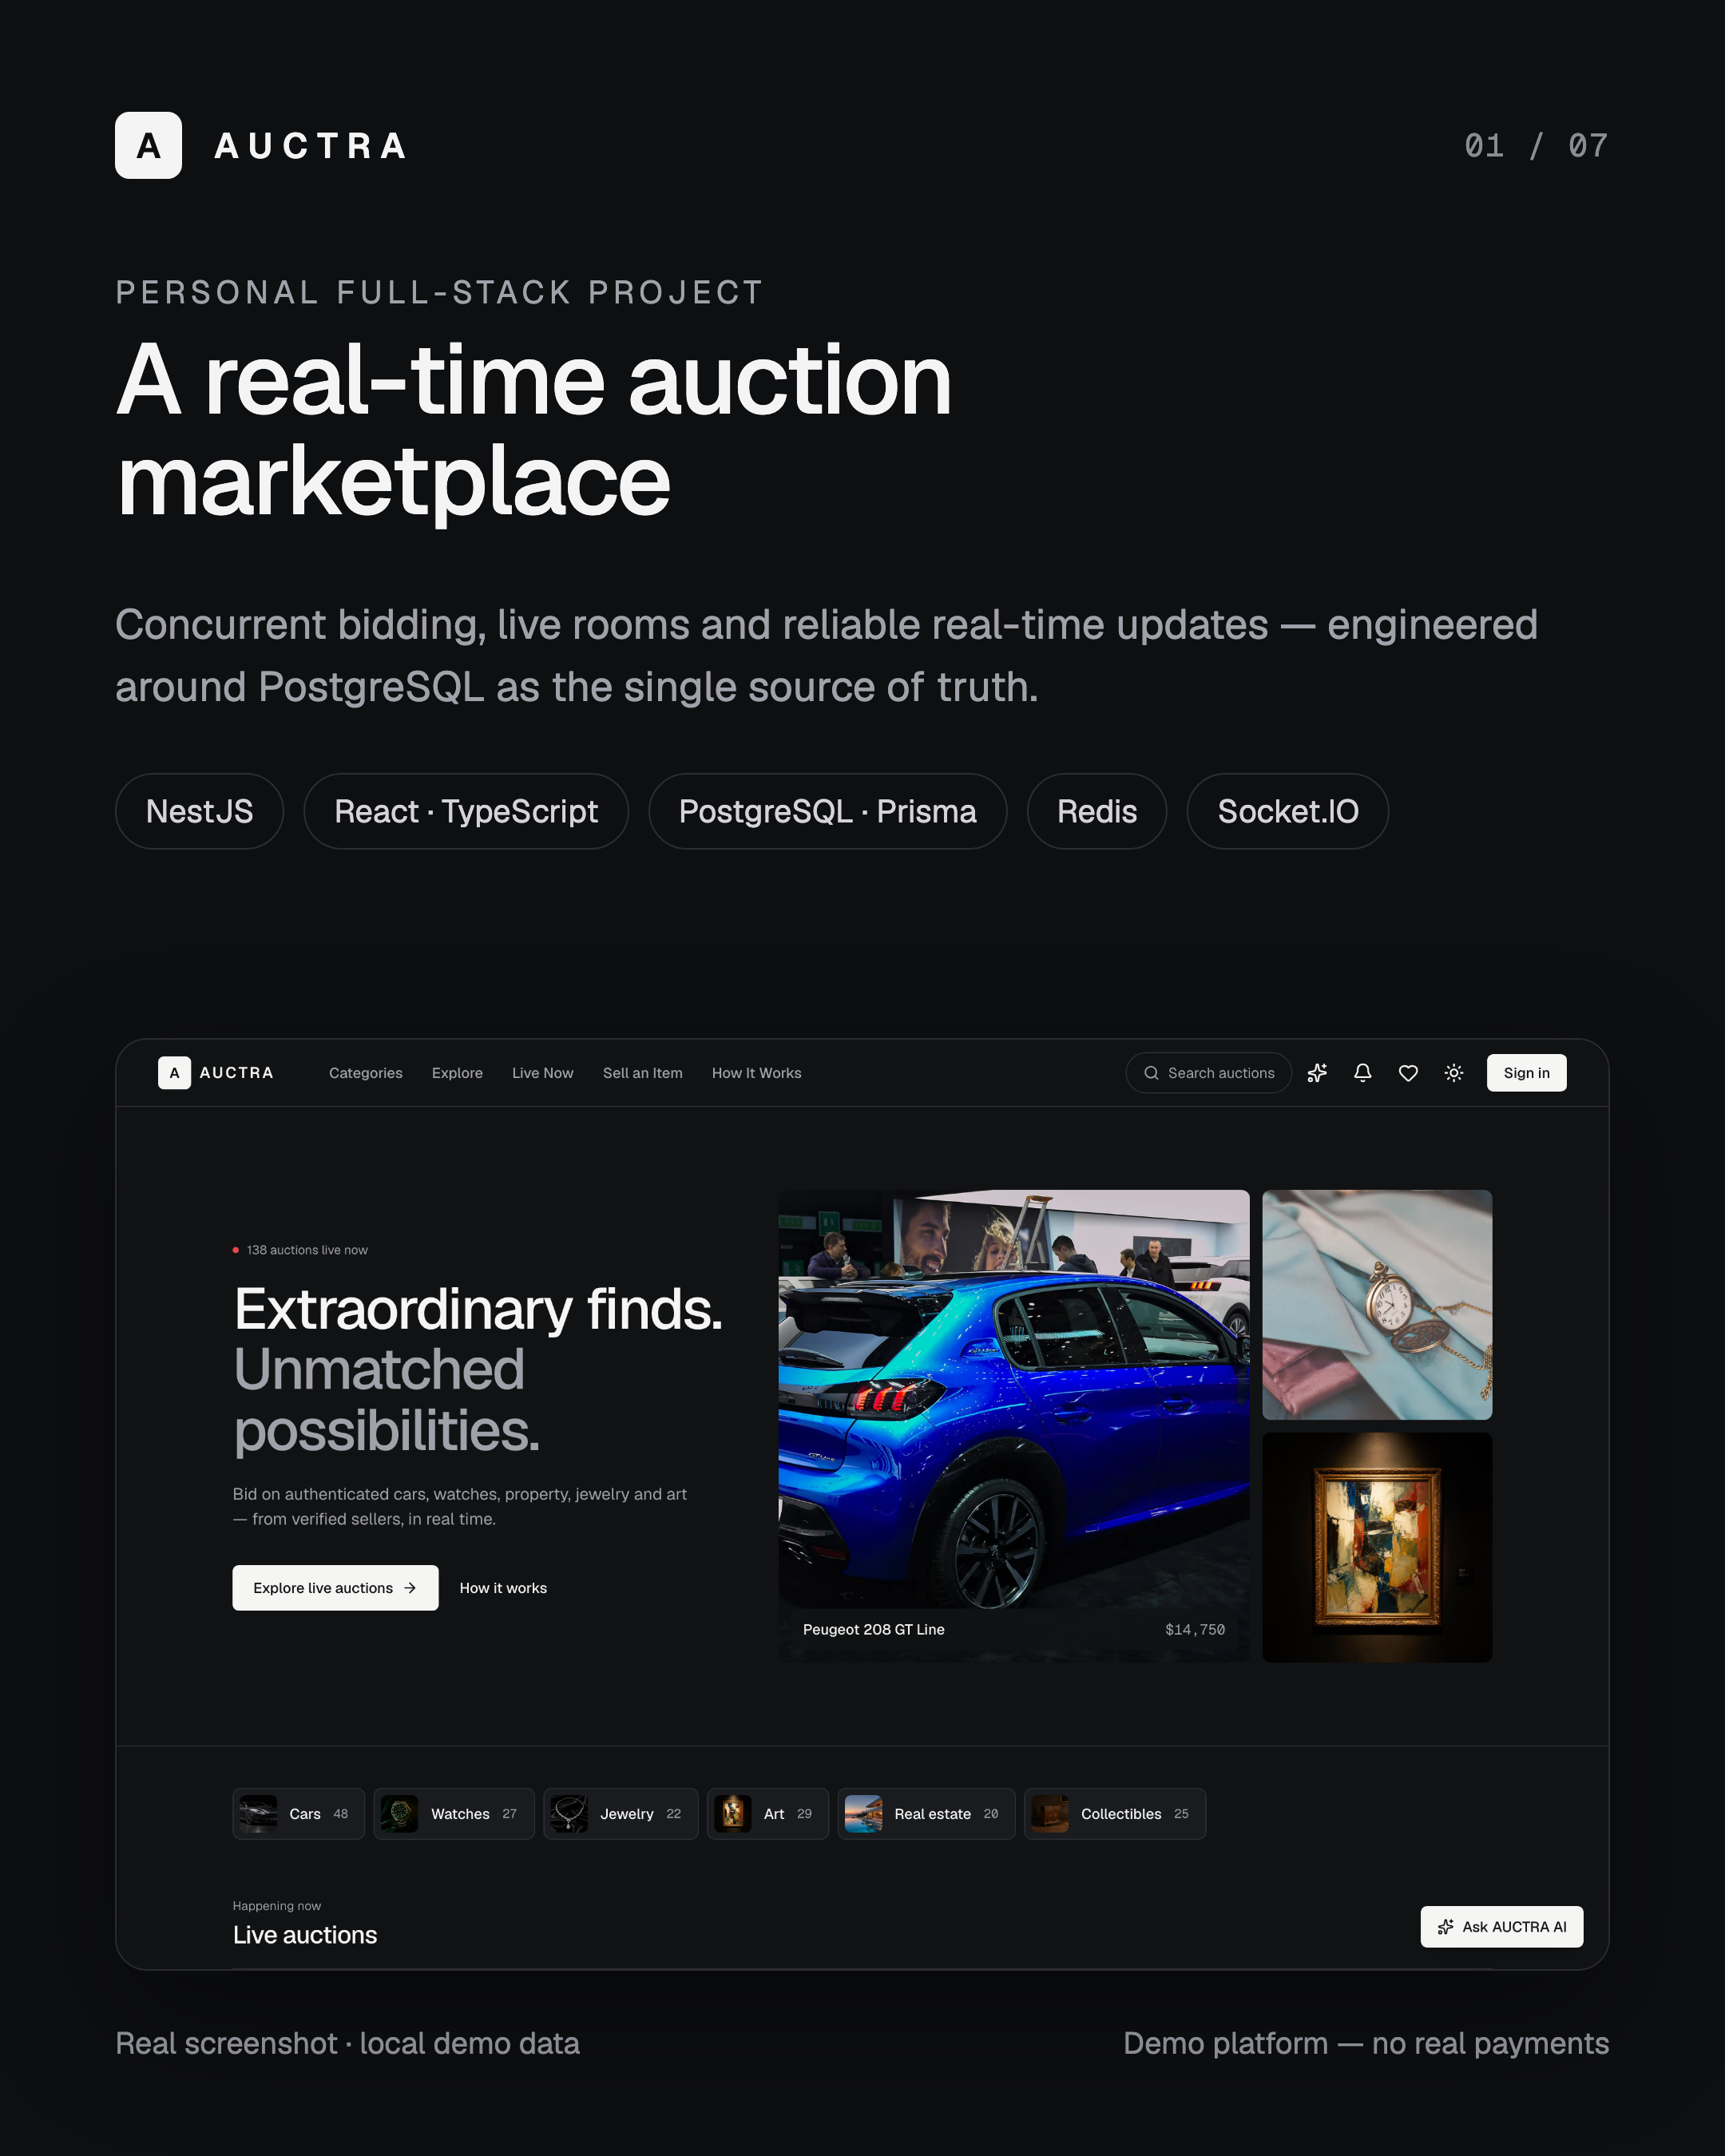 A AUCTRA
01 / 07
PERSONAL FULL-STACK PROJECT
A real-time auction
marketplace
Concurrent bidding, live rooms and reliable real-time updates — engineered
around PostgreSQL as the single source of truth.
NestJS
React · TypeScript
PostgreSQL · Prisma
Redis
Socket.IO
A AUCTRA
Categories
Explore
Live Now
Sell an Item
How It Works
Search auctions
Sign in
138 auctions live now
Extraordinary finds.
Unmatched
possibilities.
Bid on authenticated cars, watches, property, jewelry and art
— from verified sellers, in real time.
Explore live auctions →
How it works
Peugeot 208 GT Line
$14,750
Cars 48
Watches 27
Jewelry 22
Art 29
Real estate 20
Collectibles 25
Happening now
Live auctions
Ask AUCTRA AI
Real screenshot · local demo data
Demo platform — no real payments